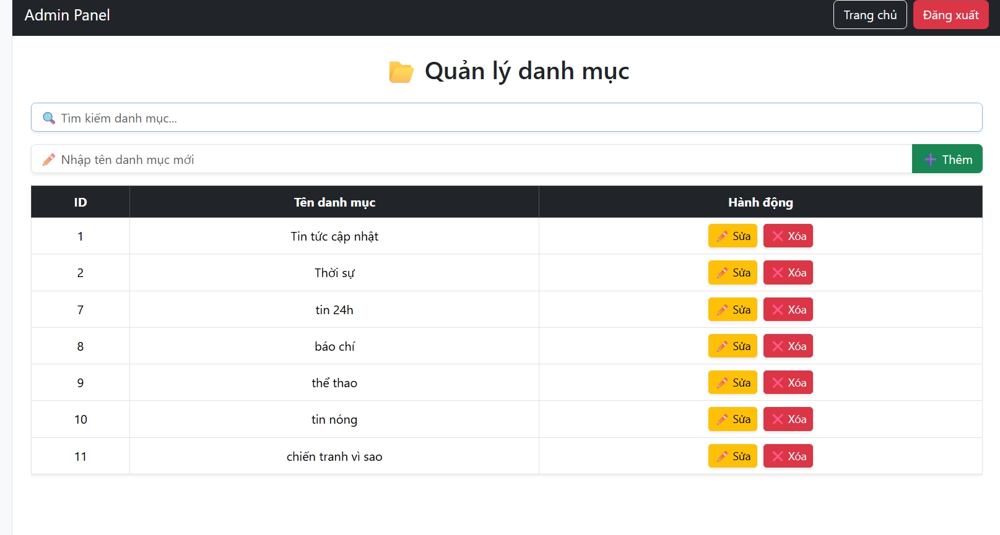 Admin Panel Trang chủ Đăng xuất
📂 Quản lý danh mục
🔍 Tìm kiếm danh mục...
✏️ Nhập tên danh mục mới ➕ Thêm
ID Tên danh mục Hành động
1 Tin tức cập nhật ✏️ Sửa ❌ Xóa
2 Thời sự ✏️ Sửa ❌ Xóa
7 tin 24h ✏️ Sửa ❌ Xóa
8 báo chí ✏️ Sửa ❌ Xóa
9 thể thao ✏️ Sửa ❌ Xóa
10 tin nóng ✏️ Sửa ❌ Xóa
11 chiến tranh vì sao ✏️ Sửa ❌ Xóa